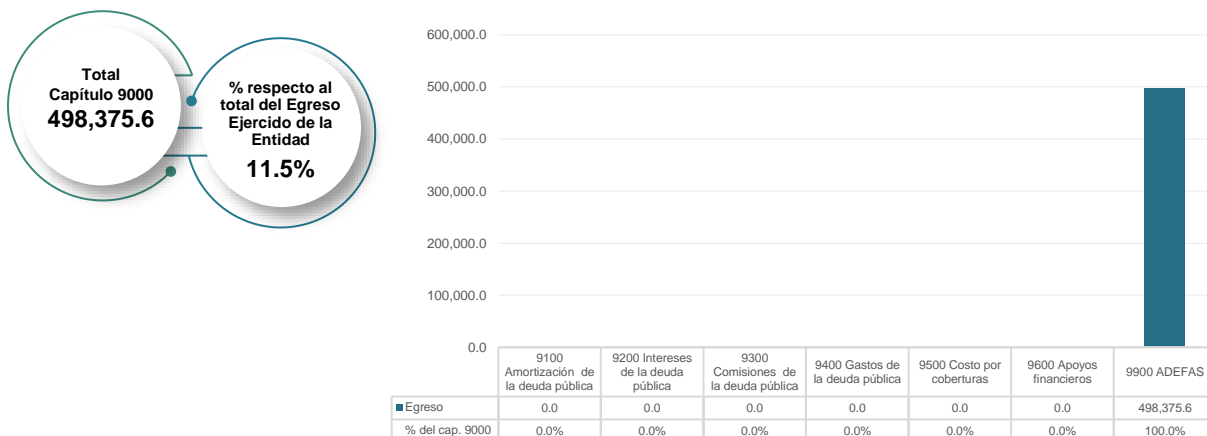 Total
Capítulo 9000
498,375.6
% respecto al
total del Egreso
Ejercido de la
Entidad
11.5%
600,000.0
500,000.0
400,000.0
300,000.0
200,000.0
100,000.0
0.0
9100
Amortización de
la deuda pública
9200 Intereses
de la deuda
pública
9300
Comisiones de
la deuda pública
9400 Gastos de
la deuda pública
9500 Costo por
coberturas
9600 Apoyos
financieros
9900 ADEFAS
Egreso 0.0 0.0 0.0 0.0 0.0 0.0 498,375.6
% del cap. 9000 0.0% 0.0% 0.0% 0.0% 0.0% 0.0% 100.0%